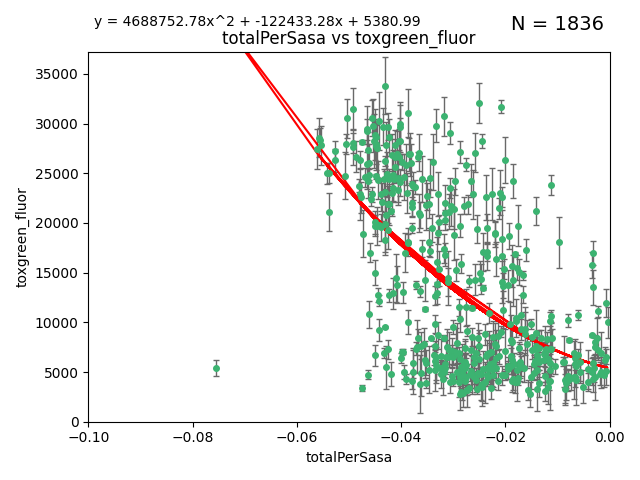 y = 4688752.78x^2 + -122433.28x + 5380.99
N = 1836
totalPerSasa vs toxgreen_fluor
35000
30000
25000
20000
15000
10000
5000
0
toxgreen_fluor
−0.10
−0.08
−0.06
−0.04
−0.02
0.00
totalPerSasa